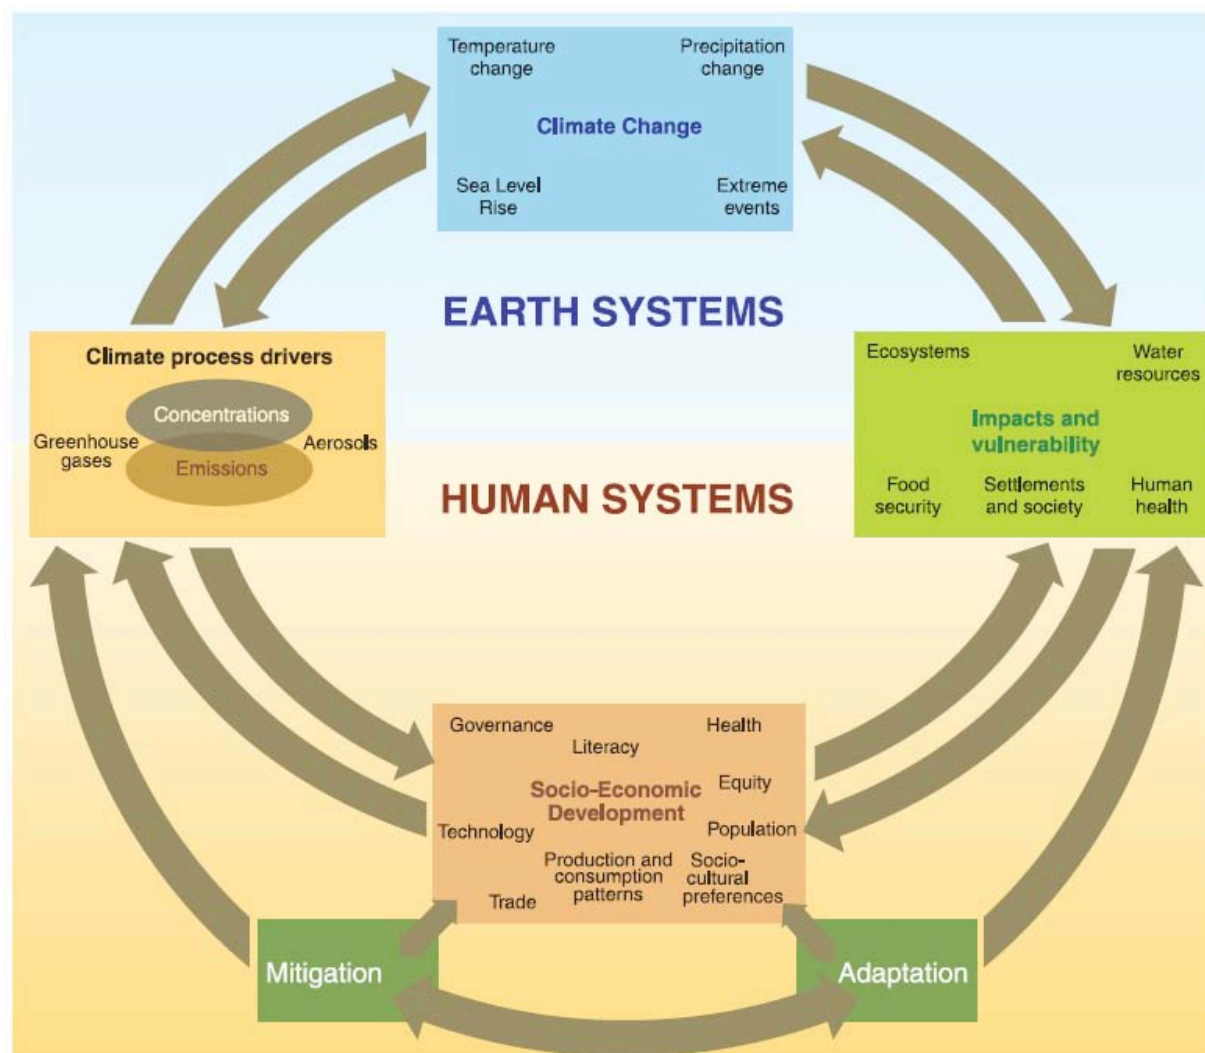 Temperature
change
Precipitation
change
Climate Change
Sea Level
Rise
Extreme
events
EARTH SYSTEMS
Climate process drivers
Concentrations
Greenhouse
gases
Aerosols
Emissions
Ecosystems
Water
resources
Impacts and
vulnerability
Food
security
Settlements
and society
Human
health
HUMAN SYSTEMS
Governance
Literacy
Health
Socio-Economic
Development
Equity
Technology
Population
Production and
consumption
patterns
Socio-
cultural
preferences
Trade
Mitigation
Adaptation